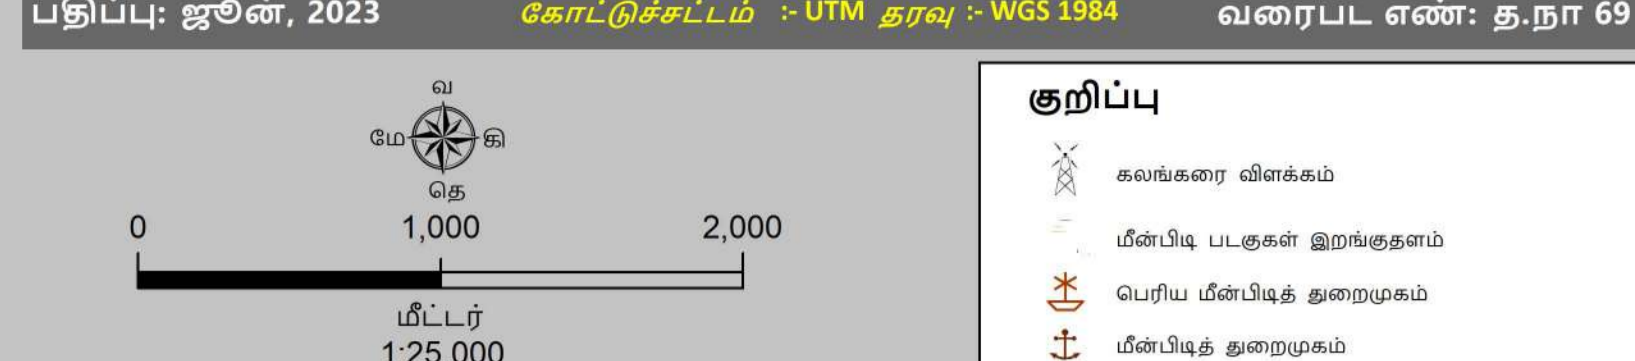 பதிப்பு: ஜூன், 2023 கோட்டுச்சட்டம் :- UTM தரவு :- WGS 1984 வரைபட எண்: த.நா 69
வ
மே கி
தெ
0 1,000 2,000
மீட்டர்
1:25,000
குறிப்பு
கலங்கரை விளக்கம்
மீன்பிடி படகுகள் இறங்குதளம்
பெரிய மீன்பிடித் துறைமுகம்
மீன்பிடித் துறைமுகம்